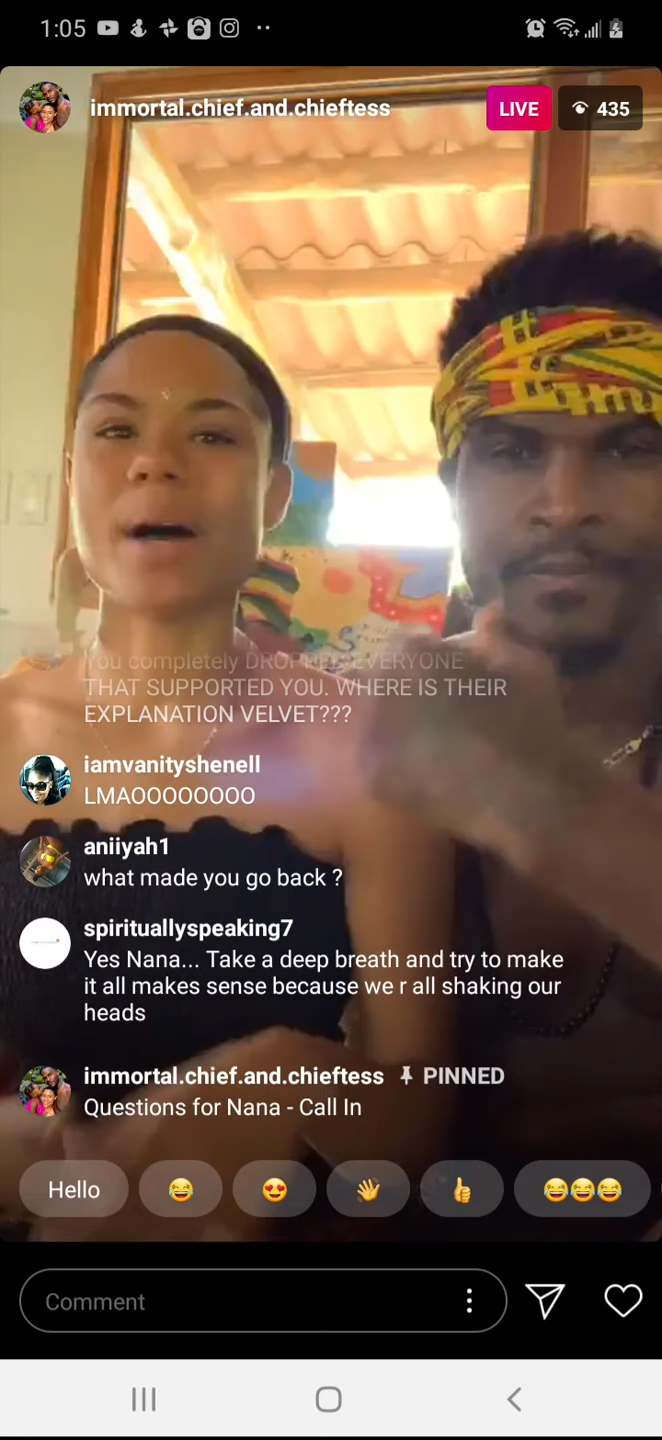 1:05
immortal.chief.and.chieftess
LIVE
435
You completely DROPPED EVERYONE
THAT SUPPORTED YOU. WHERE IS THEIR
EXPLANATION VELVET???
iamvanityshenell
LMAOOOOOOOO
aniiyah1
what made you go back ?
spirituallyspeaking7
Yes Nana... Take a deep breath and try to make
it all makes sense because we r all shaking our
heads
immortal.chief.and.chieftess PINNED
Questions for Nana - Call In
Hello
Comment